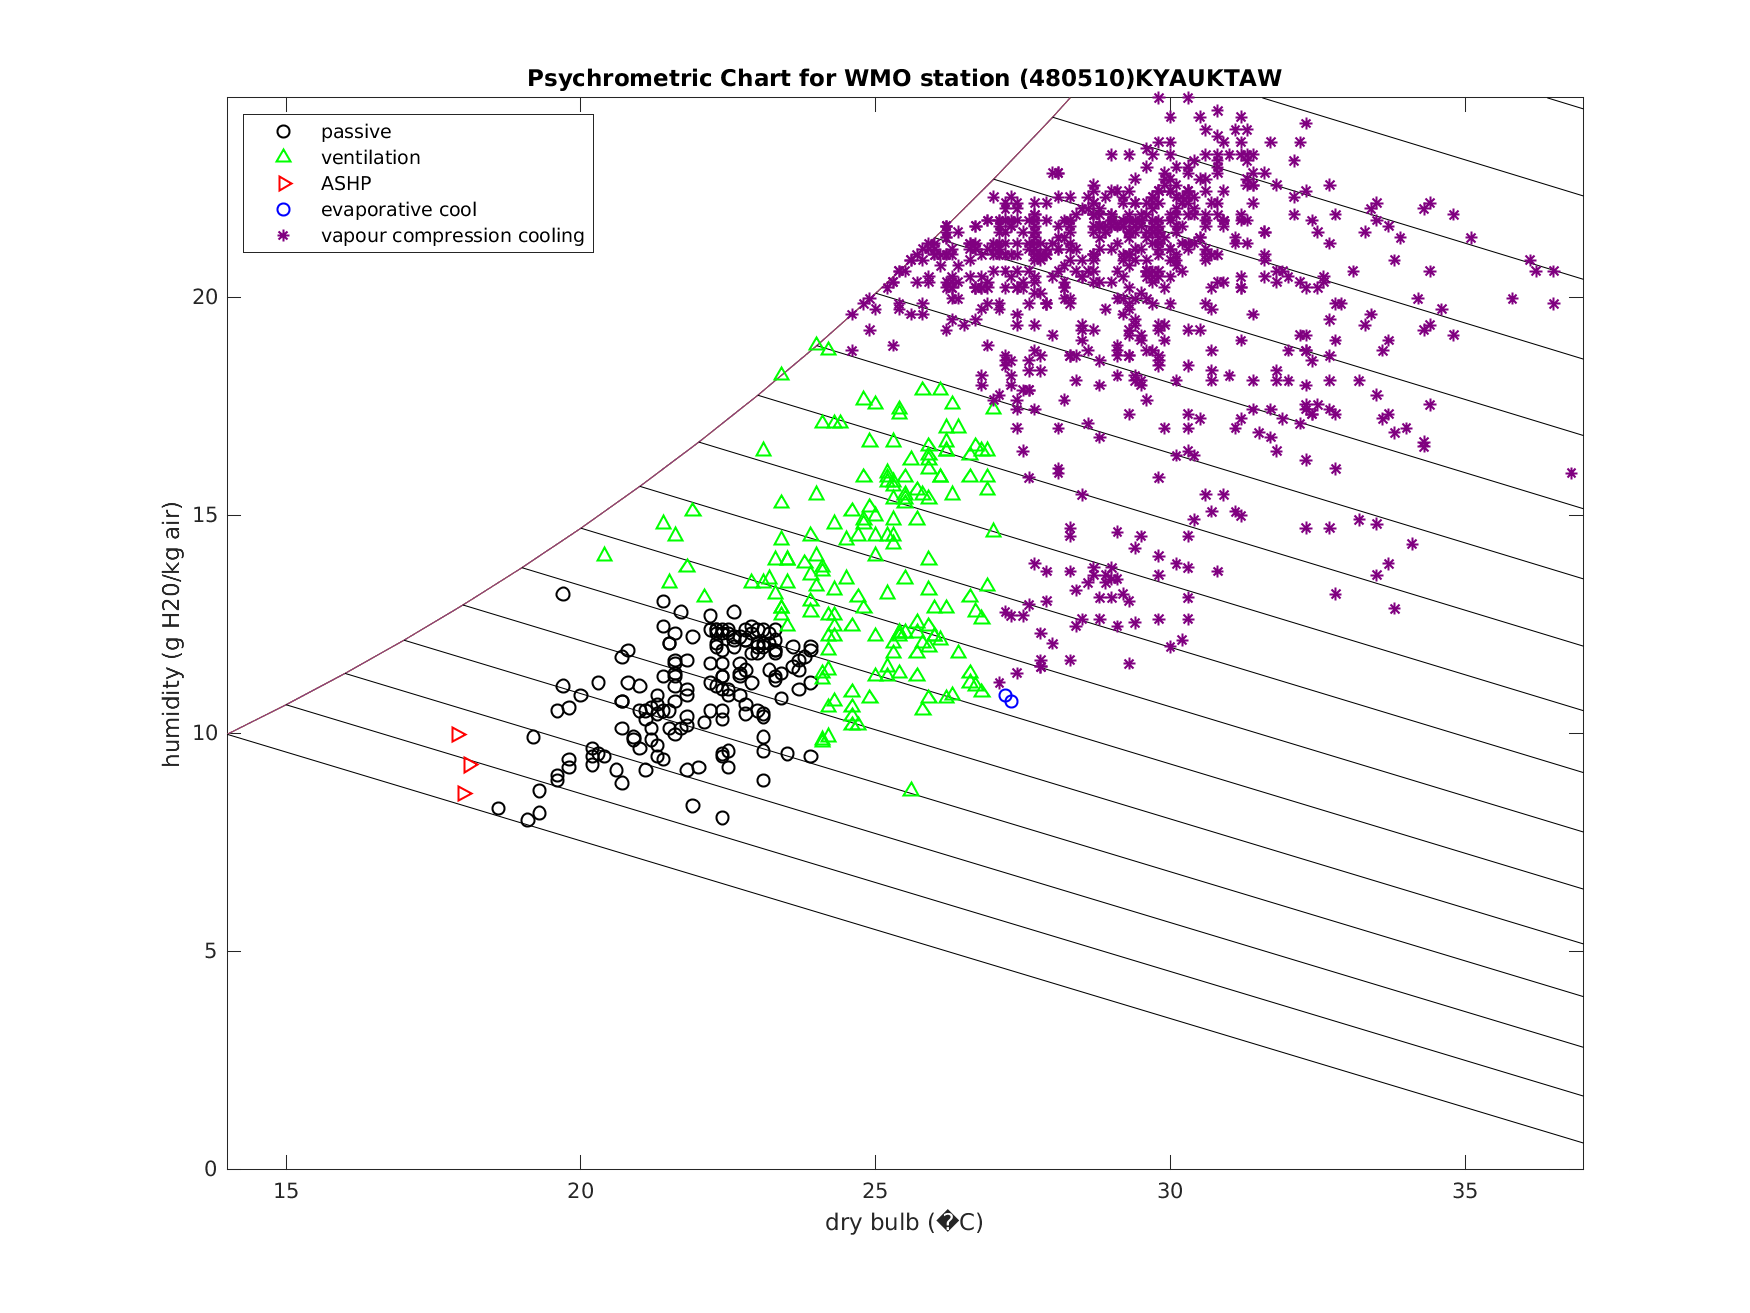 Psychrometric Chart for WMO station (480510)KYAUKTAW
passive
ventilation
ASHP
evaporative cool
vapour compression cooling
humidity (g H20/kg air)
20
15
10
5
0
15
20
25
30
35
dry bulb (�C)